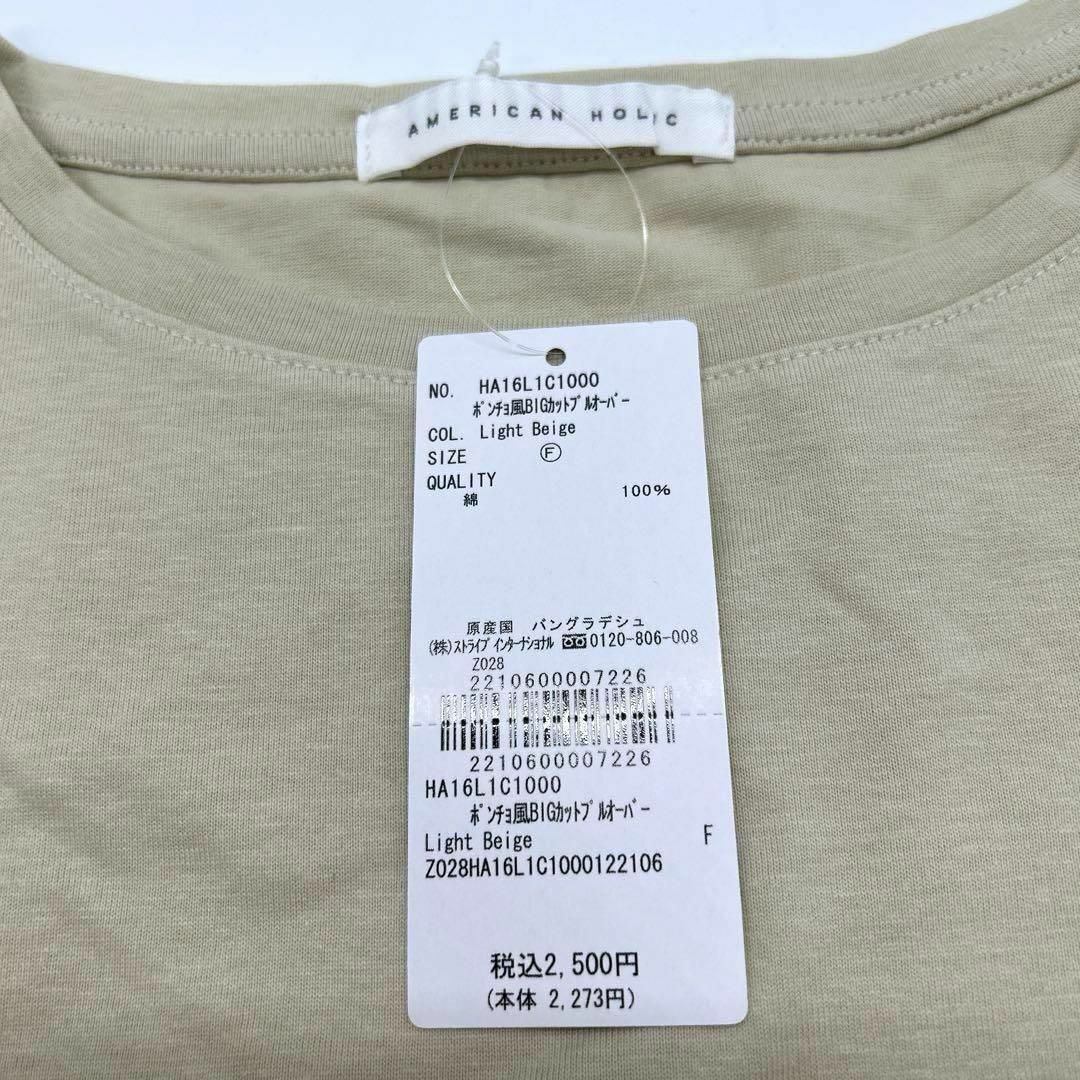 AMERICAN HOLIC
NO. HA16L1C1000
ﾎﾟﾝﾁｮ風BIGｶｯﾄﾌﾟﾙｵｰﾊﾞｰ
COL. Light Beige
SIZE Ⓕ
QUALITY
綿 100%
原産国 バングラデシュ
(株)ｽﾄﾗｲﾌﾟｲﾝﾀｰﾅｼｮﾅﾙ 0120-806-008
Z028
2210600007226
2210600007226
HA16L1C1000
ﾎﾟﾝﾁｮ風BIGｶｯﾄﾌﾟﾙｵｰﾊﾞｰ
Light Beige F
Z028HA16L1C1000122106
税込2,500円
(本体 2,273円)